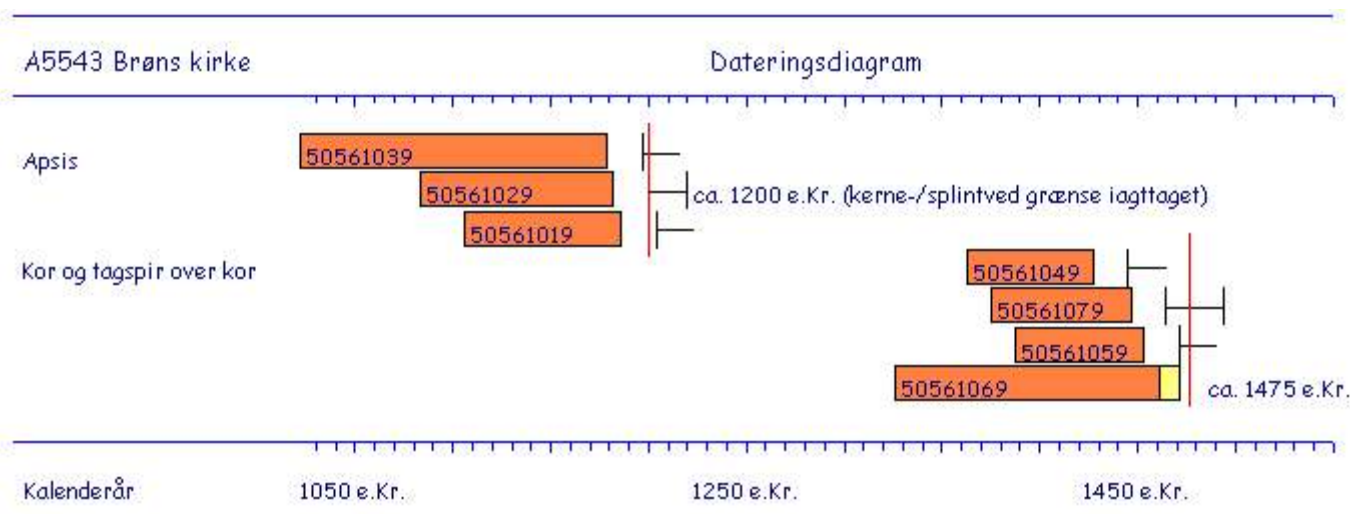 A5543 Brøns kirke Dateringsdiagram
Apsis
50561039
50561029
ca. 1200 e.Kr. (kerne-/splintved grænse iagttaget)
50561019
Kor og tagspir over kor
50561049
50561079
50561059
50561069
ca. 1475 e.Kr.
Kalenderår 1050 e.Kr. 1250 e.Kr. 1450 e.Kr.